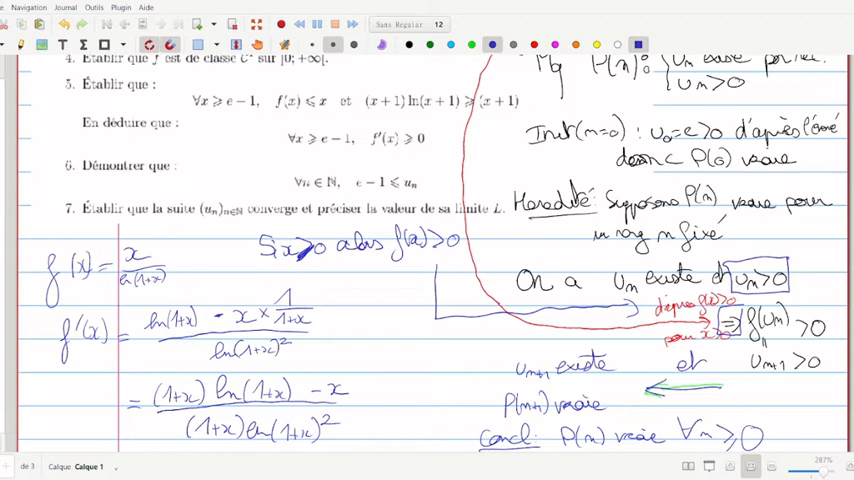 Navigation Journal Outils Plugin Aide
Sans Regular 12
4. Établir que f est de classe C¹ sur ]0; +∞[.
5. Établir que :
∀x ⩾ e − 1, f'(x) ⩽ x et (x + 1) ln(x + 1) ⩾ (x + 1)
En déduire que :
∀x ⩾ e − 1, f'(x) ⩾ 0
6. Démontrer que :
∀n ∈ ℕ, e − 1 ⩽ uₙ
7. Établir que la suite (uₙ)ₙ∈ℕ converge et préciser la valeur de sa limite L.
Si x>0 alors f(x)>0
f(x) = x / ln(1+x)
f'(x) = (ln(1+x) - x × 1/(1+x)) / ln(1+x)²
= ((1+x) ln(1+x) - x) / ((1+x) ln(1+x)²)
Mq P(n): { un existe
un>0
Init (n=0) : u0=e>0 d'après l'énoncé
donc P(0) vraie
Heredité: Supposons P(n) vraie pour
un rang n fixé
On a un existe et un>0
d'après f(x)>0
pour x>0
⇒ f(un) >0
un+1 existe et un+1 >0
P(n+1) vraie
Concl: P(n) vraie ∀n ⩾ 0
de 3 Calque Calque 1 287%